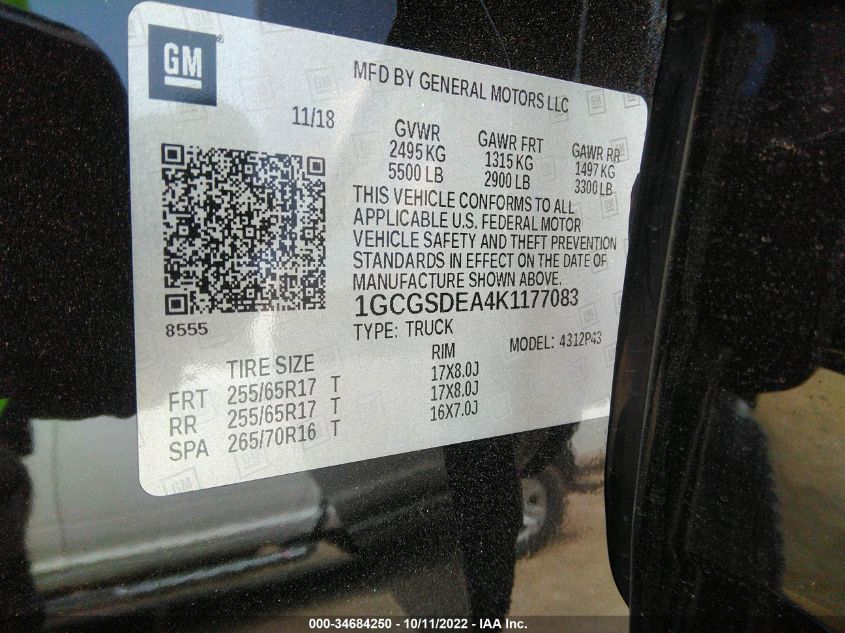 GM
MFD BY GENERAL MOTORS LLC
11/18
GVWR
2495 KG
5500 LB
GAWR FRT
1315 KG
2900 LB
GAWR RR
1497 KG
3300 LB
THIS VEHICLE CONFORMS TO ALL
APPLICABLE U.S. FEDERAL MOTOR
VEHICLE SAFETY AND THEFT PREVENTION
STANDARDS IN EFFECT ON THE DATE OF
MANUFACTURE SHOWN ABOVE.
1GCGSDEA4K1177083
8555
TYPE: TRUCK
MODEL: 4312P43
TIRE SIZE RIM
FRT 255/65R17 T 17X8.0J
RR 255/65R17 T 17X8.0J
SPA 265/70R16 T 16X7.0J
000-34684250 - 10/11/2022 - IAA Inc.